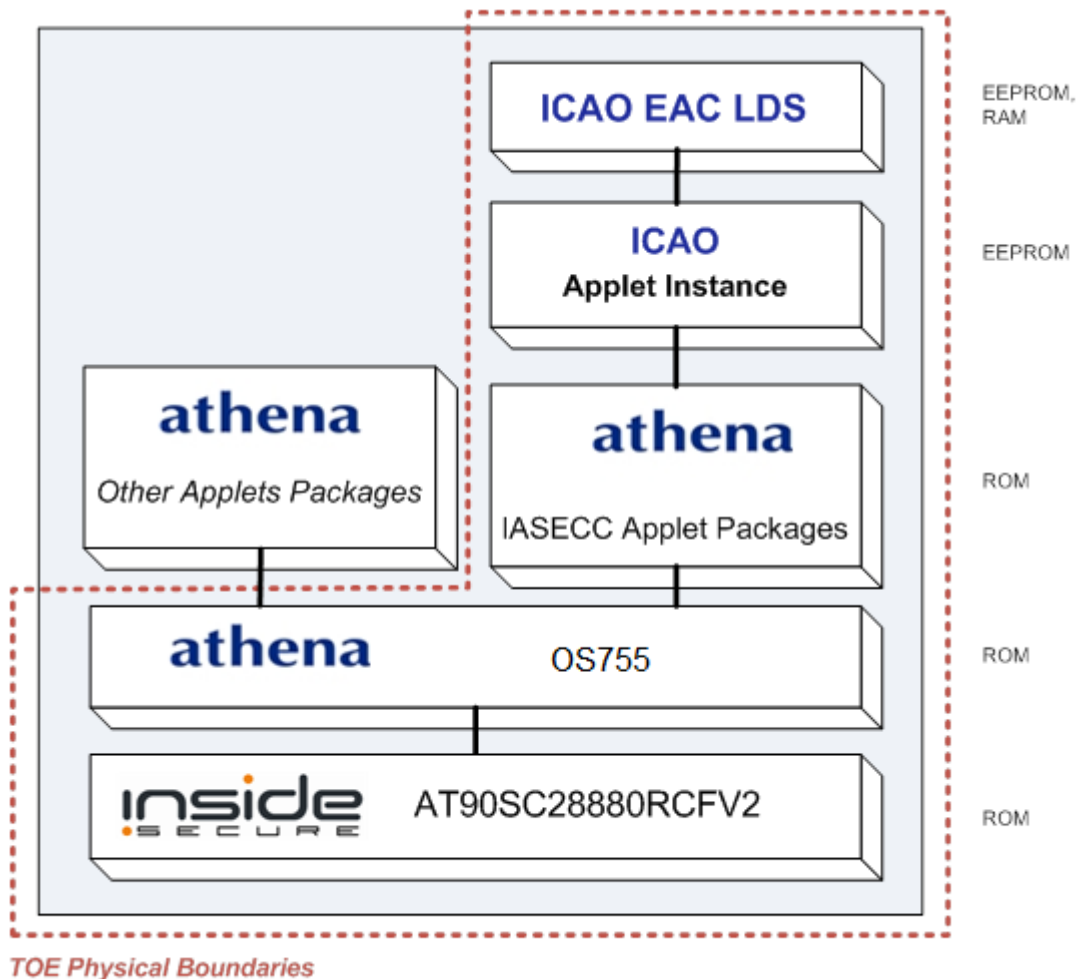 ICAO EAC LDS
EEPROM,
RAM
ICAO
Applet Instance
EEPROM
athena
Other Applets Packages
athena
IASECC Applet Packages
ROM
athena OS755
ROM
inside
SECURE
AT90SC28880RCFV2
ROM
TOE Physical Boundaries